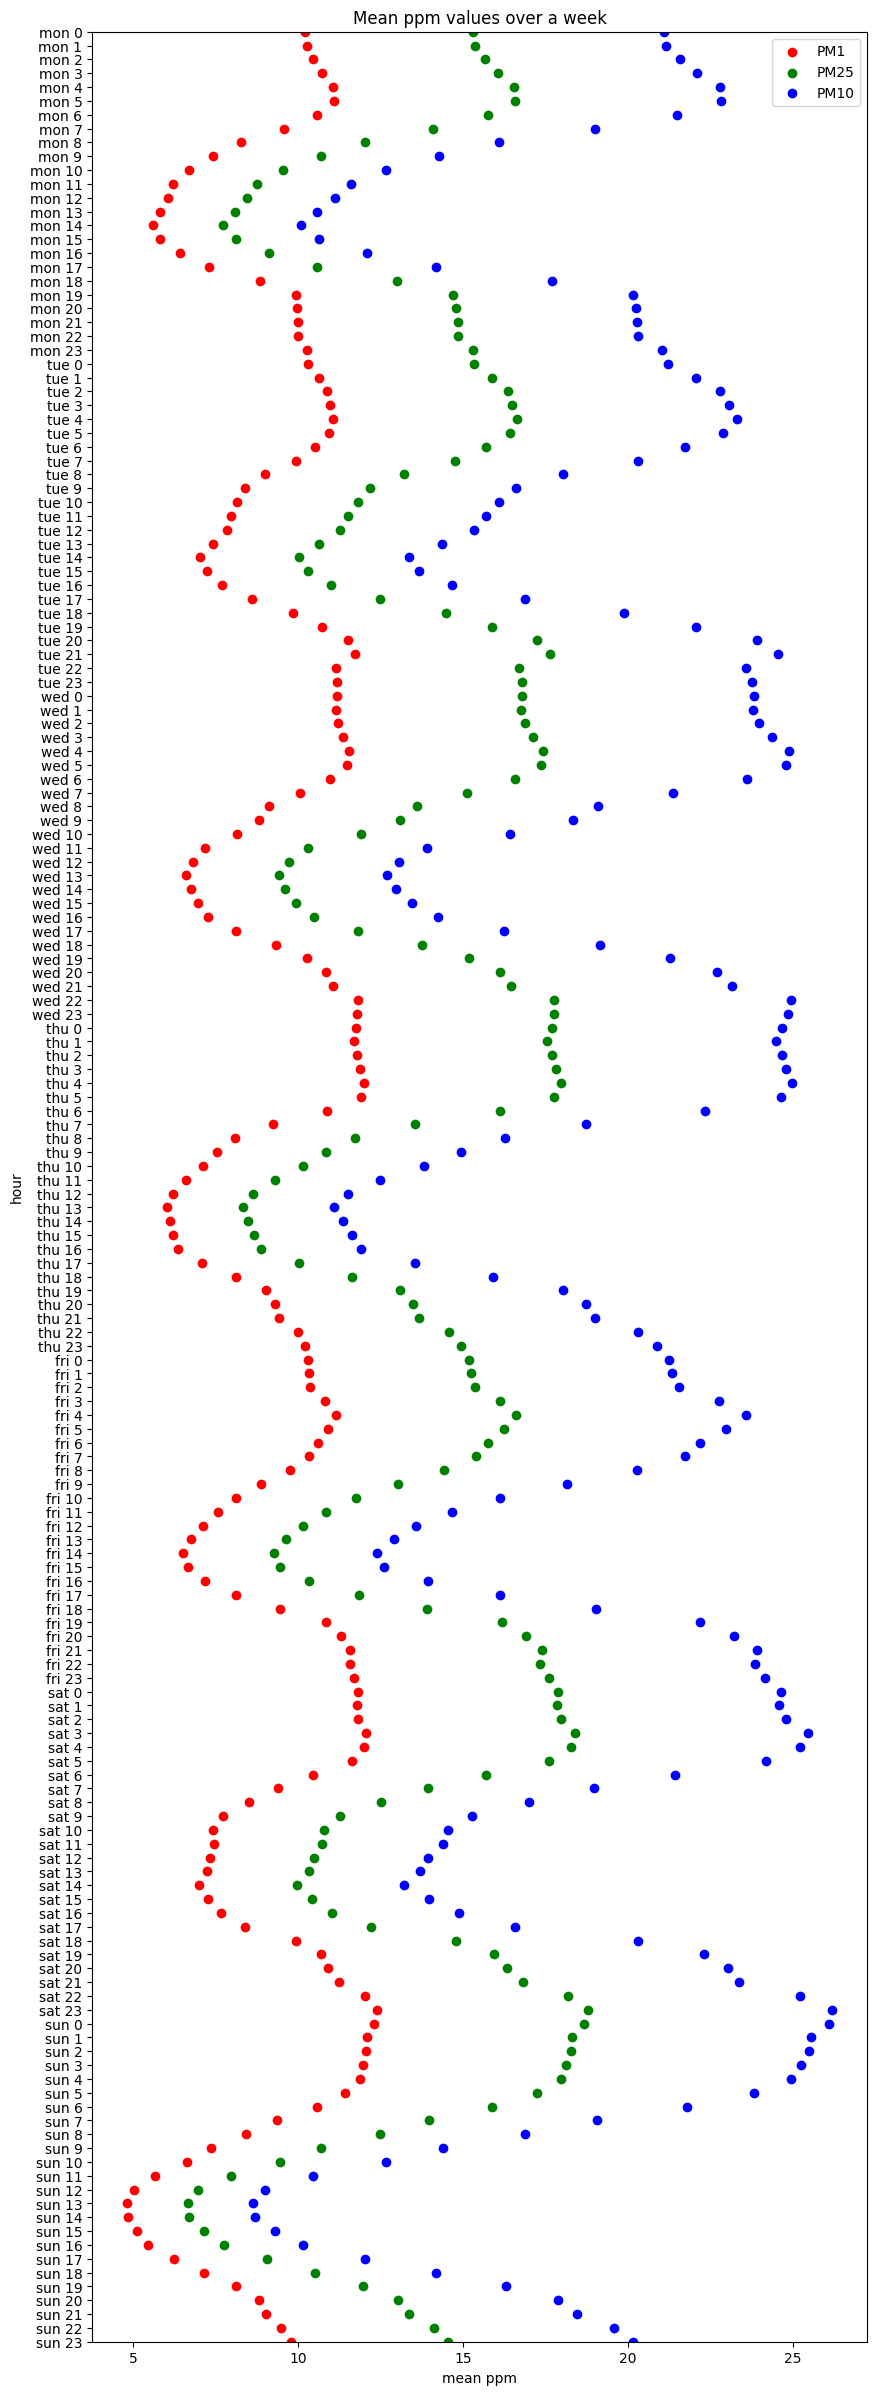 Mean ppm values over a week
PM1
PM25
PM10
mon 0
mon 1
mon 2
mon 3
mon 4
mon 5
mon 6
mon 7
mon 8
mon 9
mon 10
mon 11
mon 12
mon 13
mon 14
mon 15
mon 16
mon 17
mon 18
mon 19
mon 20
mon 21
mon 22
mon 23
tue 0
tue 1
tue 2
tue 3
tue 4
tue 5
tue 6
tue 7
tue 8
tue 9
tue 10
tue 11
tue 12
tue 13
tue 14
tue 15
tue 16
tue 17
tue 18
tue 19
tue 20
tue 21
tue 22
tue 23
wed 0
wed 1
wed 2
wed 3
wed 4
wed 5
wed 6
wed 7
wed 8
wed 9
wed 10
wed 11
wed 12
wed 13
wed 14
wed 15
wed 16
wed 17
wed 18
wed 19
wed 20
wed 21
wed 22
wed 23
thu 0
thu 1
thu 2
thu 3
thu 4
thu 5
thu 6
thu 7
thu 8
thu 9
thu 10
thu 11
thu 12
thu 13
thu 14
thu 15
thu 16
thu 17
thu 18
thu 19
thu 20
thu 21
thu 22
thu 23
fri 0
fri 1
fri 2
fri 3
fri 4
fri 5
fri 6
fri 7
fri 8
fri 9
fri 10
fri 11
fri 12
fri 13
fri 14
fri 15
fri 16
fri 17
fri 18
fri 19
fri 20
fri 21
fri 22
fri 23
sat 0
sat 1
sat 2
sat 3
sat 4
sat 5
sat 6
sat 7
sat 8
sat 9
sat 10
sat 11
sat 12
sat 13
sat 14
sat 15
sat 16
sat 17
sat 18
sat 19
sat 20
sat 21
sat 22
sat 23
sun 0
sun 1
sun 2
sun 3
sun 4
sun 5
sun 6
sun 7
sun 8
sun 9
sun 10
sun 11
sun 12
sun 13
sun 14
sun 15
sun 16
sun 17
sun 18
sun 19
sun 20
sun 21
sun 22
sun 23
hour
5 10 15 20 25
mean ppm